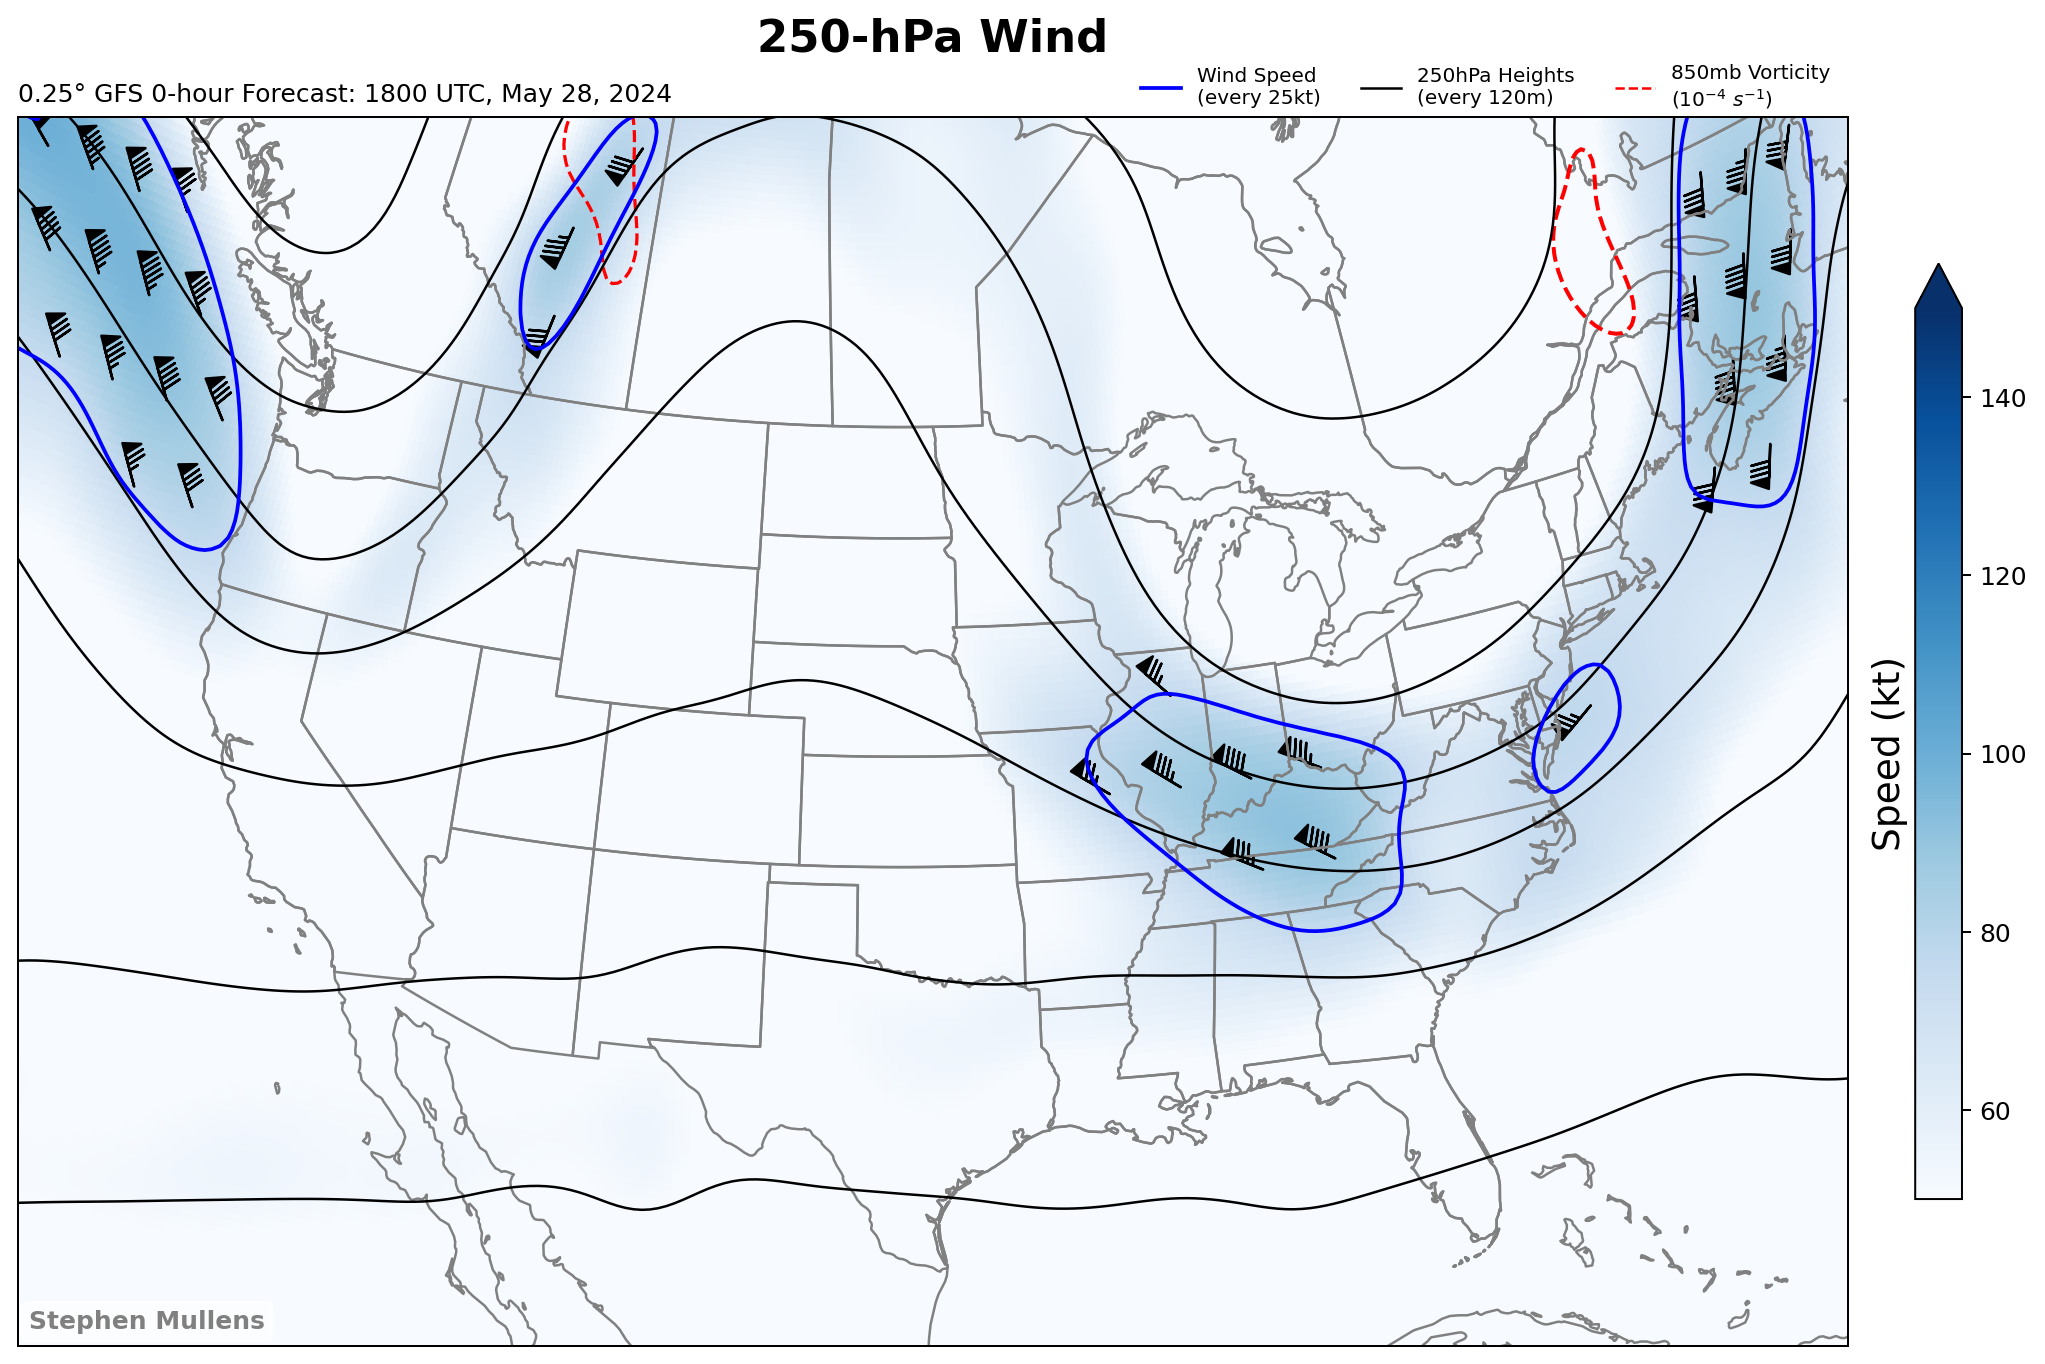 250-hPa Wind
0.25° GFS 0-hour Forecast: 1800 UTC, May 28, 2024
Wind Speed
(every 25kt)
250hPa Heights
(every 120m)
850mb Vorticity
(10⁻⁴ s⁻¹)
140
120
100
80
60
Speed (kt)
Stephen Mullens